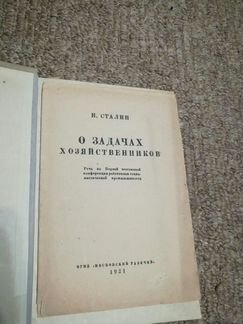 И. СТАЛИН
О ЗАДАЧАХ
ХОЗЯЙСТВЕННИКОВ
Речь на Первой всесоюзной
конференции работников социа-
листической промышленности
ОГИЗ „МОСКОВСКИЙ РАБОЧИЙ“
1931